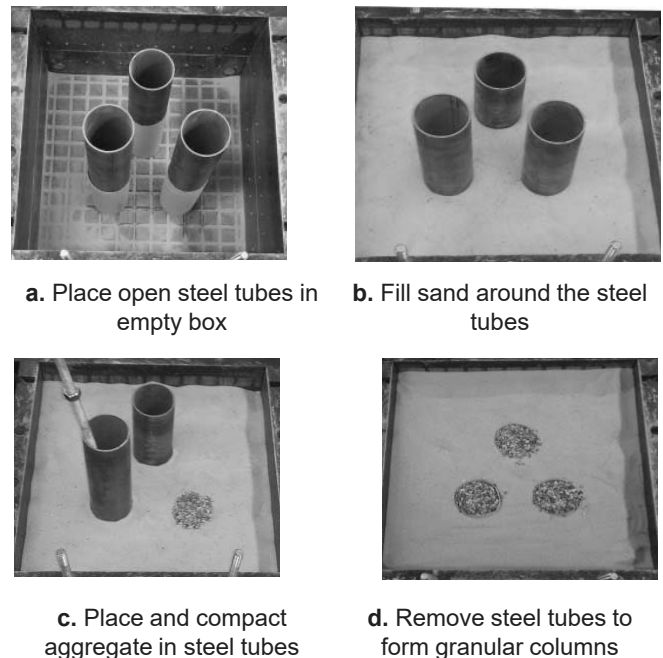 a. Place open steel tubes in
empty box
b. Fill sand around the steel
tubes
c. Place and compact
aggregate in steel tubes
d. Remove steel tubes to
form granular columns